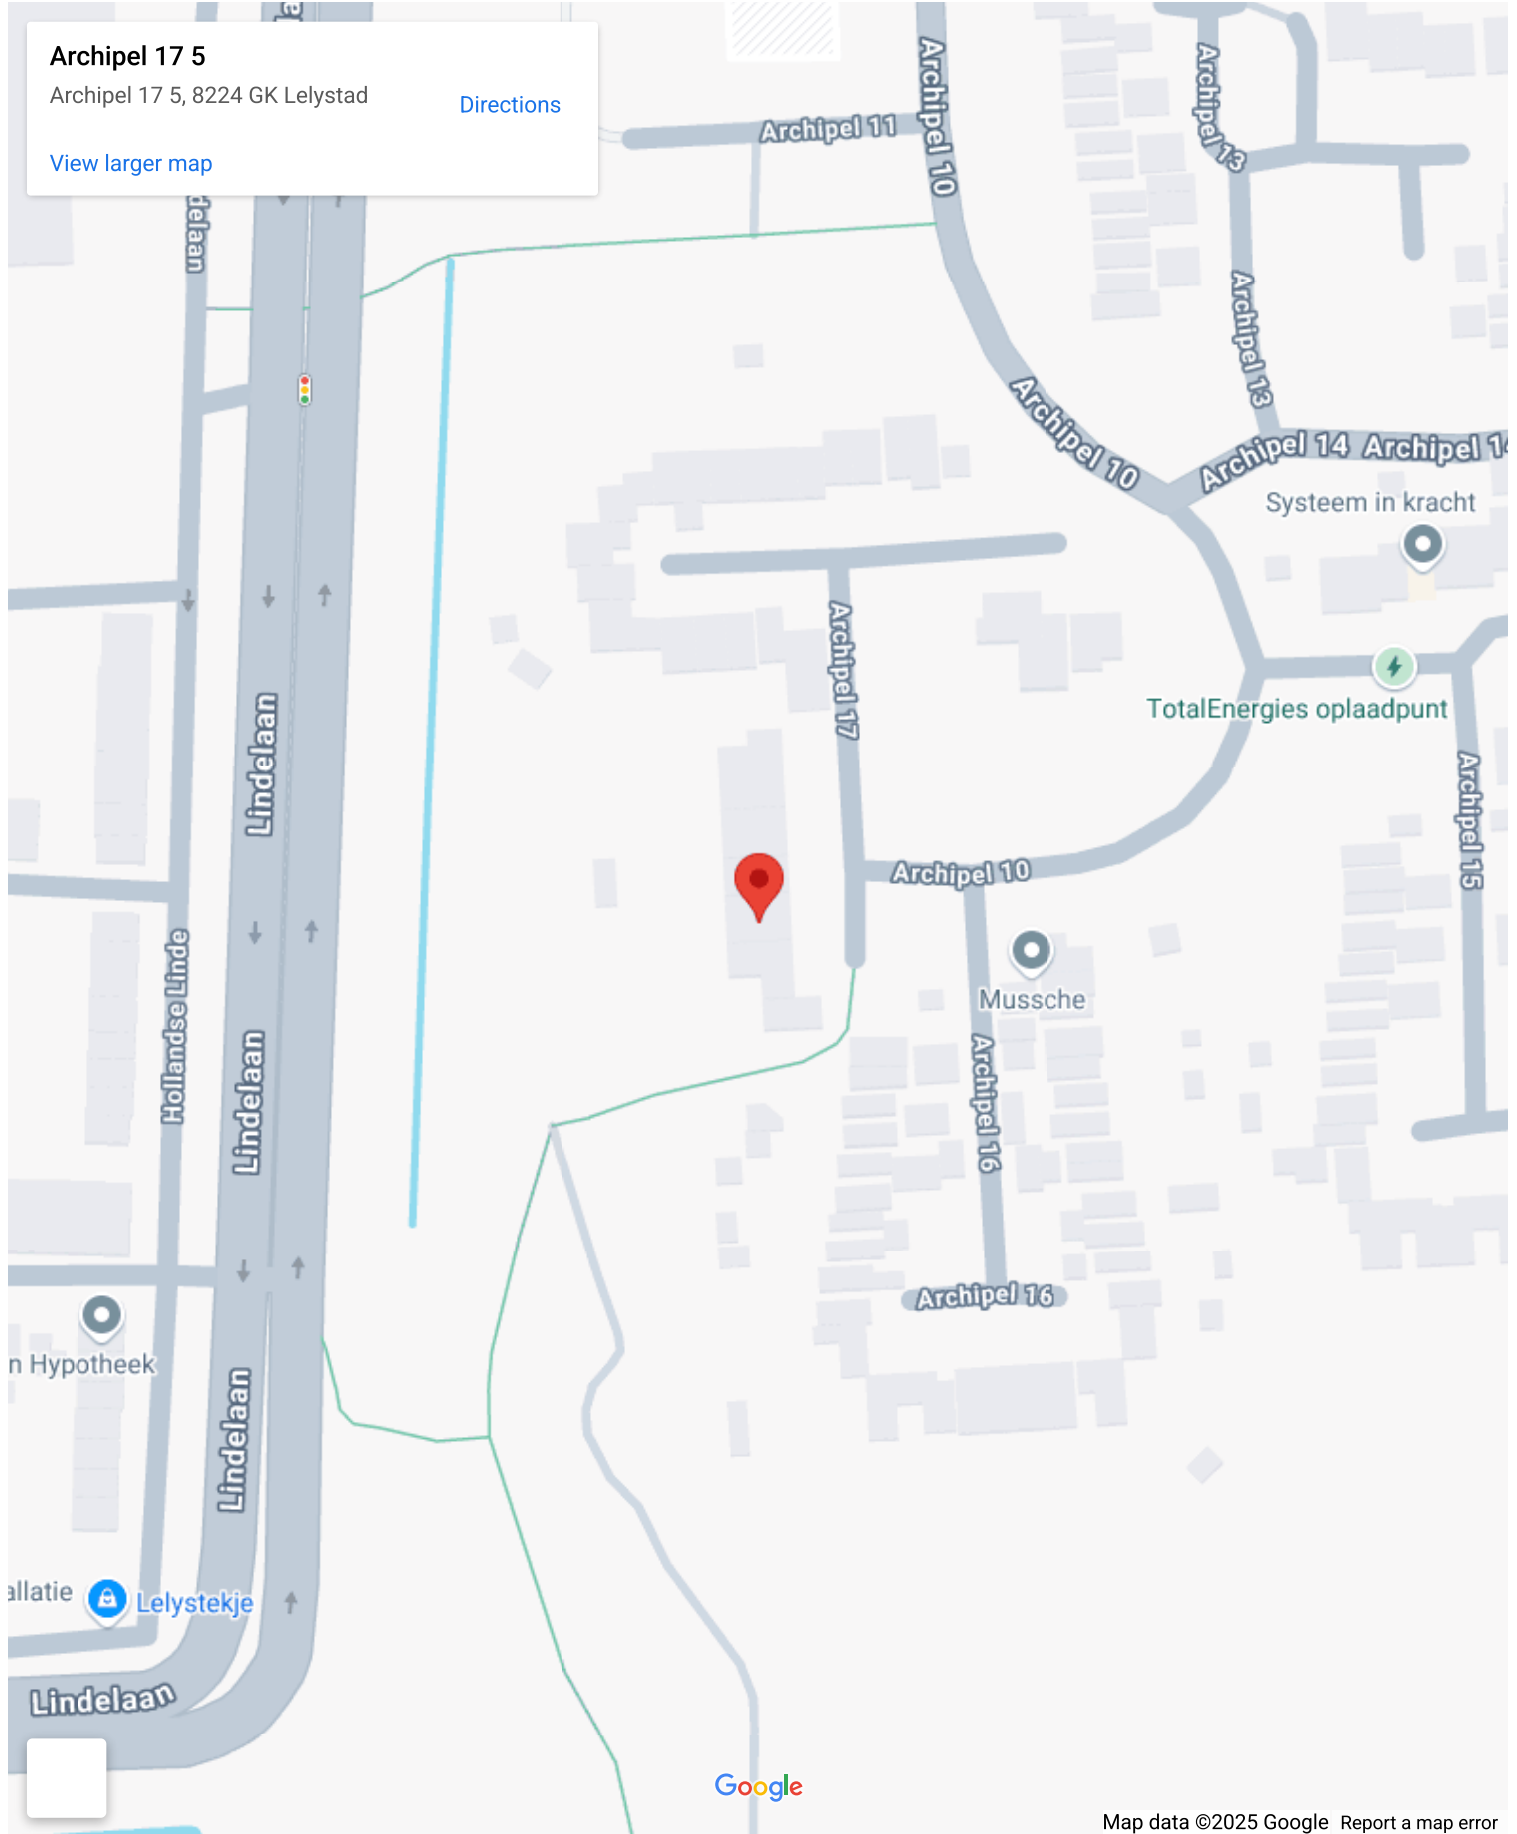 Archipel 17 5
Archipel 17 5, 8224 GK Lelystad
Directions
View larger map
Archipel 11
Archipel 10
Archipel 13
delaan
Archipel 13
Archipel 10
Archipel 14
Archipel 14
Systeem in kracht
Archipel 17
TotalEnergies oplaadpunt
Lindelaan
Archipel 15
Archipel 10
Hollandse Linde
Mussche
Lindelaan
Archipel 16
Archipel 16
n Hypotheek
Lindelaan
allatie
Lelystekje
Lindelaan
Google
Map data ©2025 Google
Report a map error